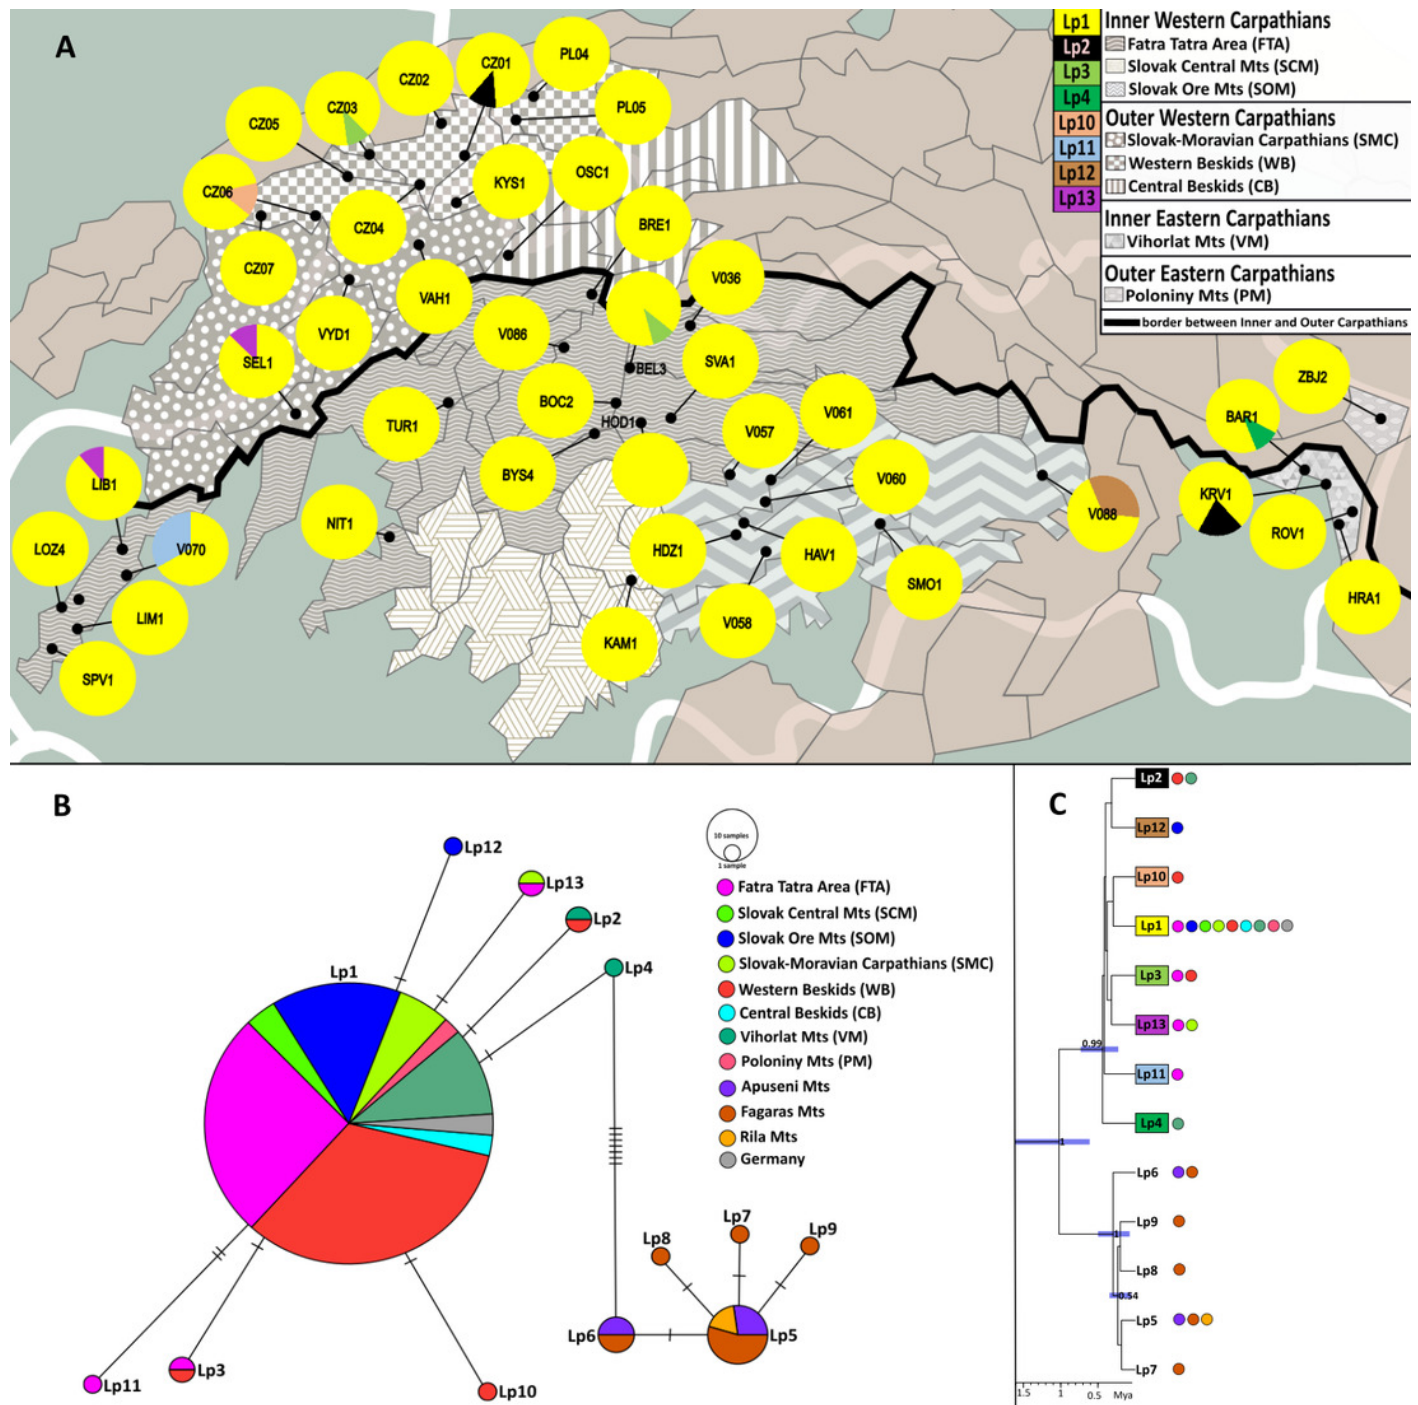 A
Lp1
Lp2
Lp3
Lp4
Lp10
Lp11
Lp12
Lp13
Inner Western Carpathians
Fatra Tatra Area (FTA)
Slovak Central Mts (SCM)
Slovak Ore Mts (SOM)
Outer Western Carpathians
Slovak-Moravian Carpathians (SMC)
Western Beskids (WB)
Central Beskids (CB)
Inner Eastern Carpathians
Vihorlat Mts (VM)
Outer Eastern Carpathians
Poloniny Mts (PM)
border between Inner and Outer Carpathians
PL04
CZ01
CZ02
CZ03
PL05
CZ05
OSC1
KYS1
CZ06
CZ04
BRE1
CZ07
V036
VAH1
VYD1
V086
SEL1
BEL3
SVA1
ZBJ2
BOC2
V061
BAR1
TUR1
HOD1
V057
BYS4
V060
LIB1
KRV1
V088
NIT1
ROV1
LOZ4
V070
HDZ1
HAV1
SMO1
HRA1
LIM1
V058
KAM1
SPV1
B
Lp12
Lp13
Lp2
Lp4
Lp1
Lp7
Lp8
Lp9
Lp6
Lp5
Lp3
Lp11
Lp10
10 samples
1 sample
Fatra Tatra Area (FTA)
Slovak Central Mts (SCM)
Slovak Ore Mts (SOM)
Slovak-Moravian Carpathians (SMC)
Western Beskids (WB)
Central Beskids (CB)
Vihorlat Mts (VM)
Poloniny Mts (PM)
Apuseni Mts
Fagaras Mts
Rila Mts
Germany
C
Lp2
Lp12
Lp10
Lp1
Lp3
Lp13
0.99
Lp11
Lp4
1
Lp6
Lp9
1
Lp8
0.54
Lp5
Lp7
1.5 1 0.5 Mya